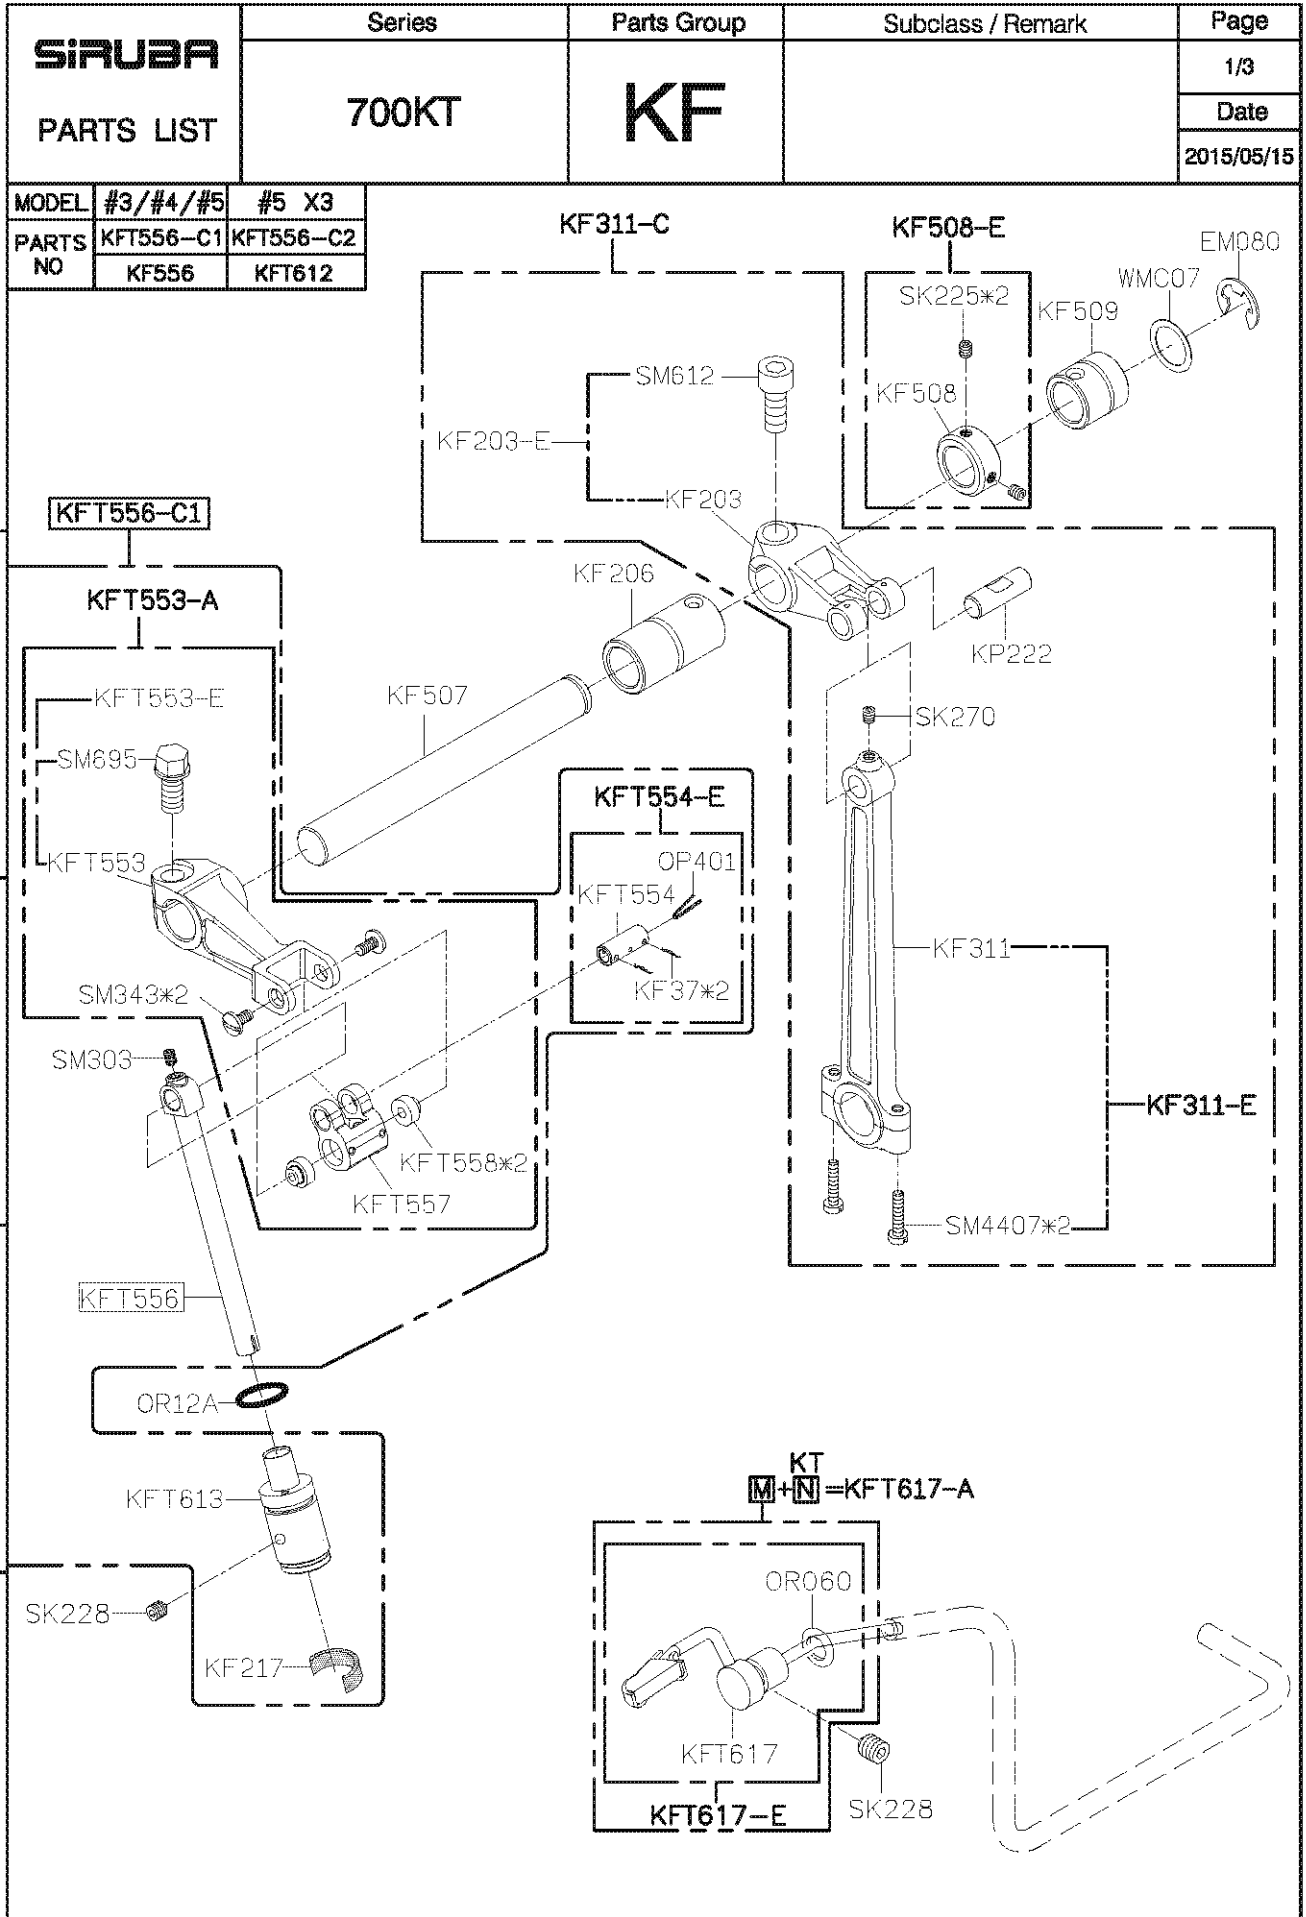 SiRUBA
PARTS LIST
Series
700KT
Parts Group
KF
Subclass / Remark
Page
1/3
Date
2015/05/15
MODEL #3/#4/#5 #5 X3
PARTS NO KFT556-C1 KFT556-C2
KF556 KFT612
KF311-C
KF508-E
EM080
WMC07
SK225*2
KF509
SM612
KF508
KF203-E
KF203
KFT556-C1
KF206
KFT553-A
KP222
KF507
KFT553-E
SK270
SM695
KFT554-E
KFT553
OP401
KFT554
KF311
KF37*2
SM343*2
SM303
KF311-E
KFT558*2
KFT557
SM4407*2
KFT556
OR12A
KT
M+N=KFT617-A
KFT613
OR060
SK228
KF217
KFT617
SK228
KFT617-E